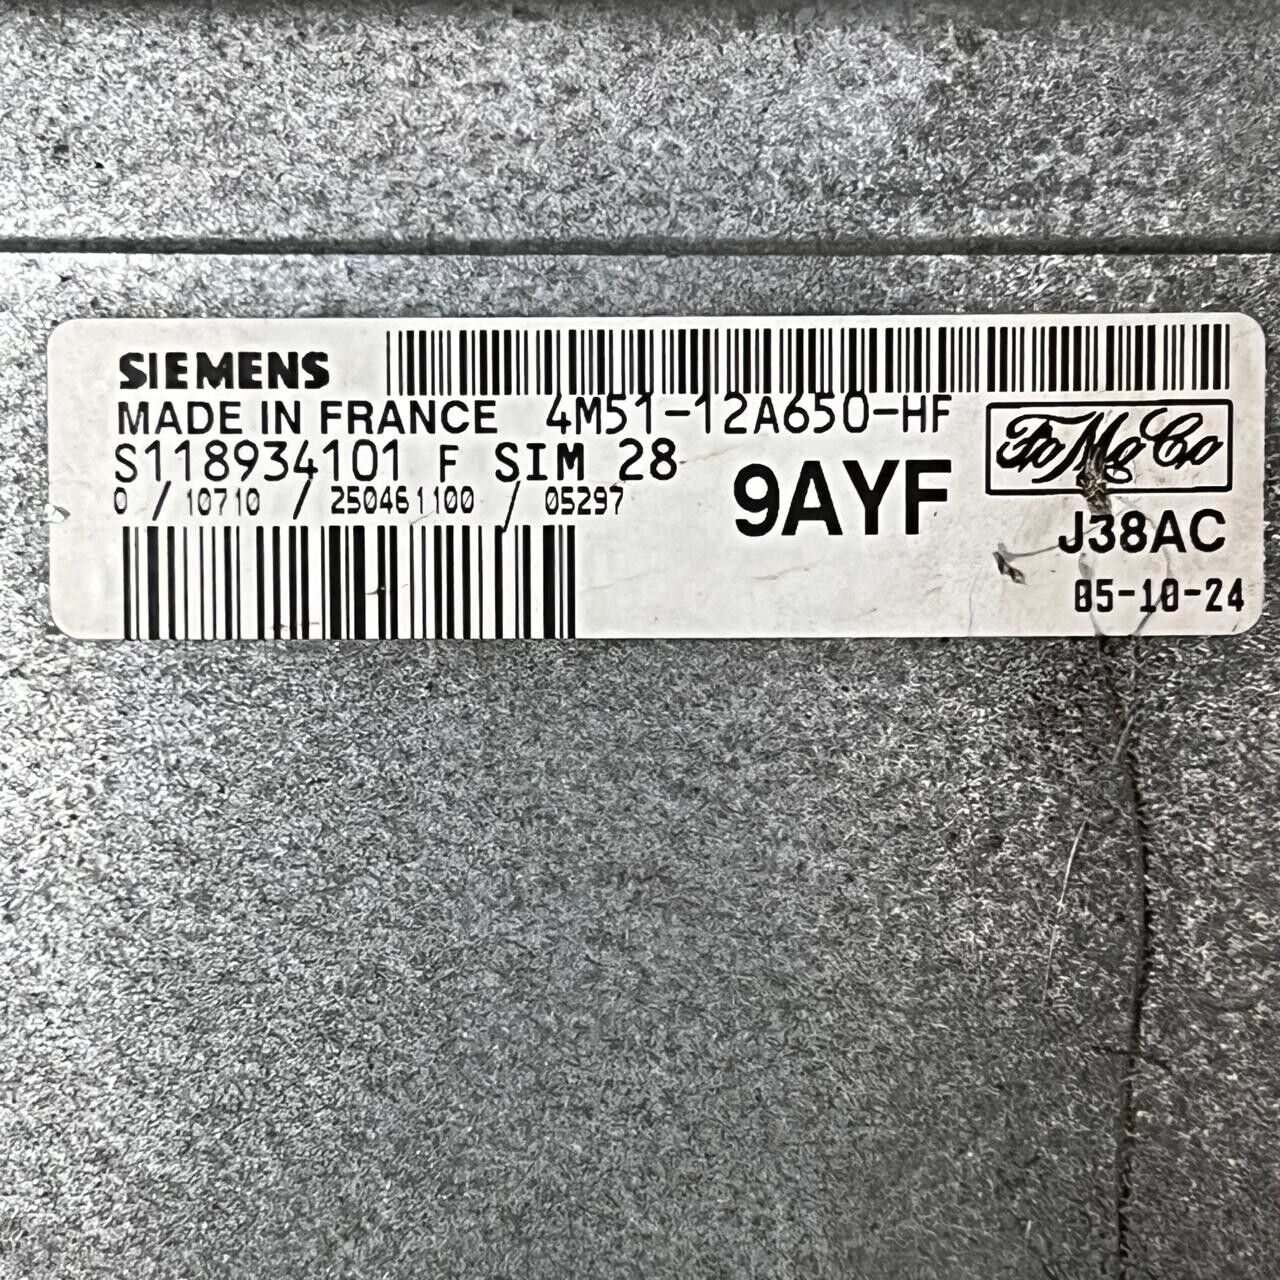 SIEMENS
MADE IN FRANCE 4M51-12A650-HF
S118934101 F SIM 28
0 / 10710 / 250461100 / 05297
9AYF
FoMoCo
J38AC
05-10-24